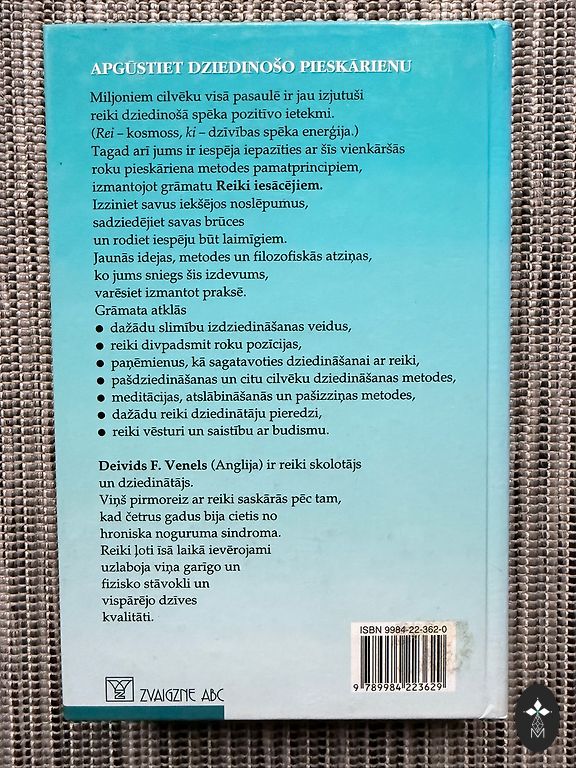 APGŪSTIET DZIEDINOŠO PIESKĀRIENU
Miljoniem cilvēku visā pasaulē ir jau izjutuši
reiki dziedinošā spēka pozitīvo ietekmi.
(Rei – kosmoss, ki – dzīvības spēka enerģija.)
Tagad arī jums ir iespēja iepazīties ar šīs vienkāršās
roku pieskāriena metodes pamatprincipiem,
izmantojot grāmatu Reiki iesācējiem.
Izziniet savus iekšējos noslēpumus,
sadziedējiet savas brūces
un rodiet iespēju būt laimīgiem.
Jaunās idejas, metodes un filozofiskās atziņas,
ko jums sniegs šis izdevums,
varēsiet izmantot praksē.
Grāmata atklās
● dažādu slimību izdziedināšanas veidus,
● reiki divpadsmit roku pozīcijas,
● paņēmienus, kā sagatavoties dziedināšanai ar reiki,
● pašdziedināšanas un citu cilvēku dziedināšanas metodes,
● meditācijas, atslābināšanās un pašizziņas metodes,
● dažādu reiki dziedinātāju pieredzi,
● reiki vēsturi un saistību ar budismu.
Deivids F. Venels (Anglija) ir reiki skolotājs
un dziedinātājs.
Viņš pirmoreiz ar reiki saskārās pēc tam,
kad četrus gadus bija cietis no
hroniska noguruma sindroma.
Reiki ļoti īsā laikā ievērojami
uzlaboja viņa garīgo un
fizisko stāvokli un
vispārējo dzīves
kvalitāti.
ISBN 9984-22-362-0
9 789984 223629
ZVAIGZNE ABC
M